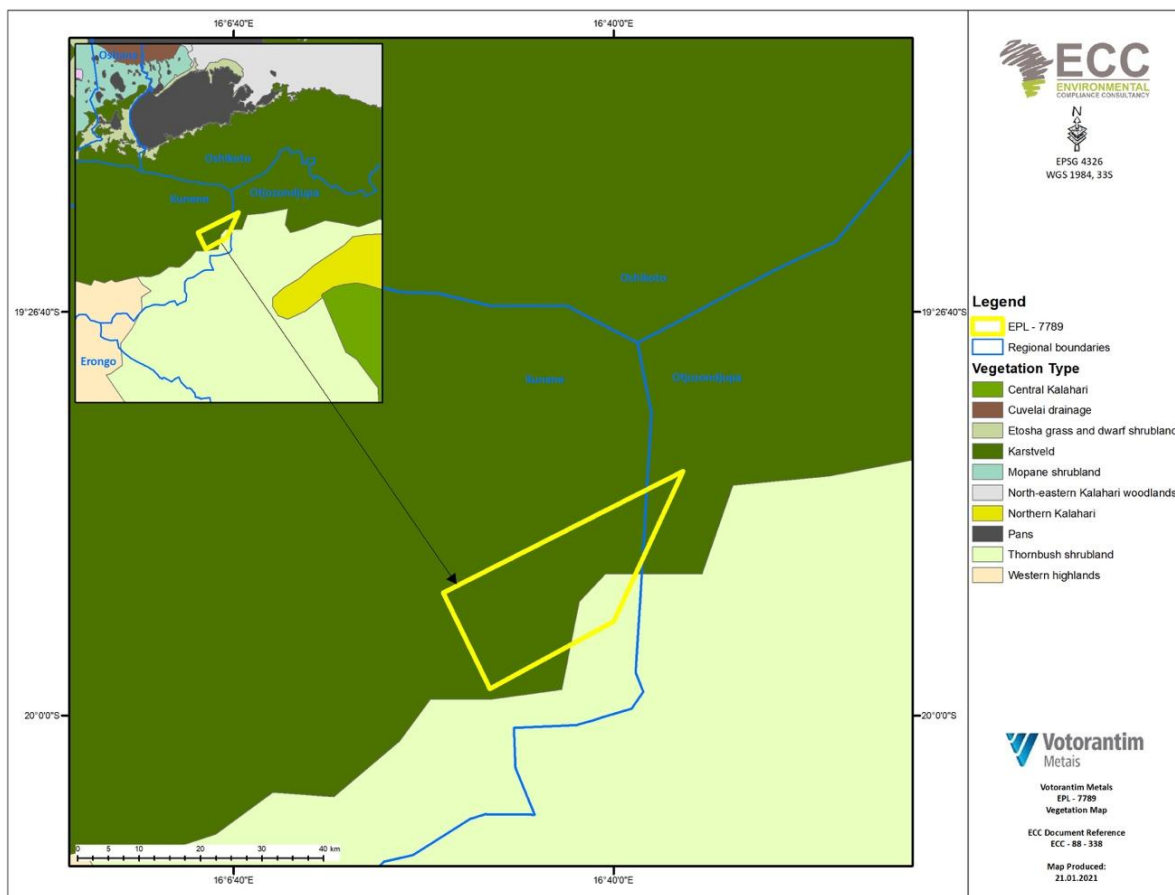 16°6'40"E
16°40'0"E
Oshana
Oshikoto
Kunene
Otjozondjupa
Erongo
19°26'40"S
20°0'0"S
Oshikoto
Kunene
Otjozondjupa
19°26'40"S
20°0'0"S
0 5 10 20 30 40 km
16°6'40"E
16°40'0"E
ECC
ENVIRONMENTAL
COMPLIANCE CONSULTANCY
N
EPSG 4326
WGS 1984, 33S
Legend
EPL - 7789
Regional boundaries
Vegetation Type
Central Kalahari
Cuvelai drainage
Etosha grass and dwarf shrubland
Karstveld
Mopane shrubland
North-eastern Kalahari woodlands
Northern Kalahari
Pans
Thornbush shrubland
Western highlands
Votorantim
Metais
Votorantim Metals
EPL - 7789
Vegetation Map
ECC Document Reference
ECC - 88 - 338
Map Produced:
21.01.2021